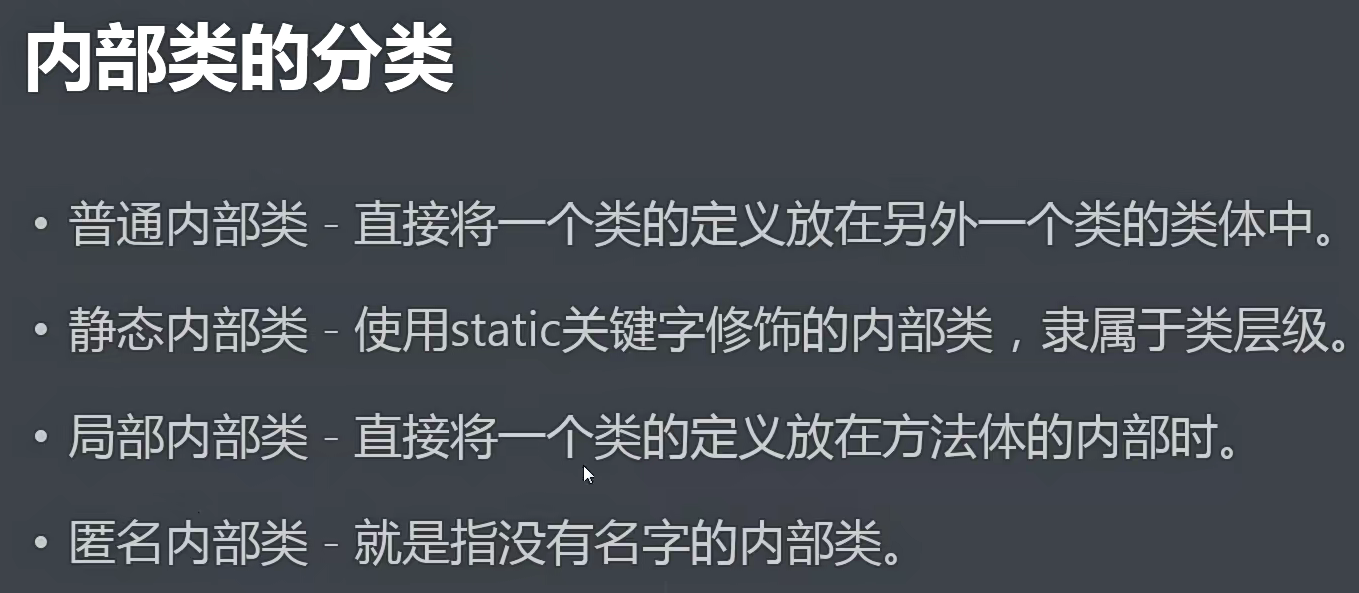 内部类的分类
• 普通内部类 - 直接将一个类的定义放在另外一个类的类体中。
• 静态内部类 - 使用static关键字修饰的内部类，隶属于类层级。
• 局部内部类 - 直接将一个类的定义放在方法体的内部时。
• 匿名内部类 - 就是指没有名字的内部类。